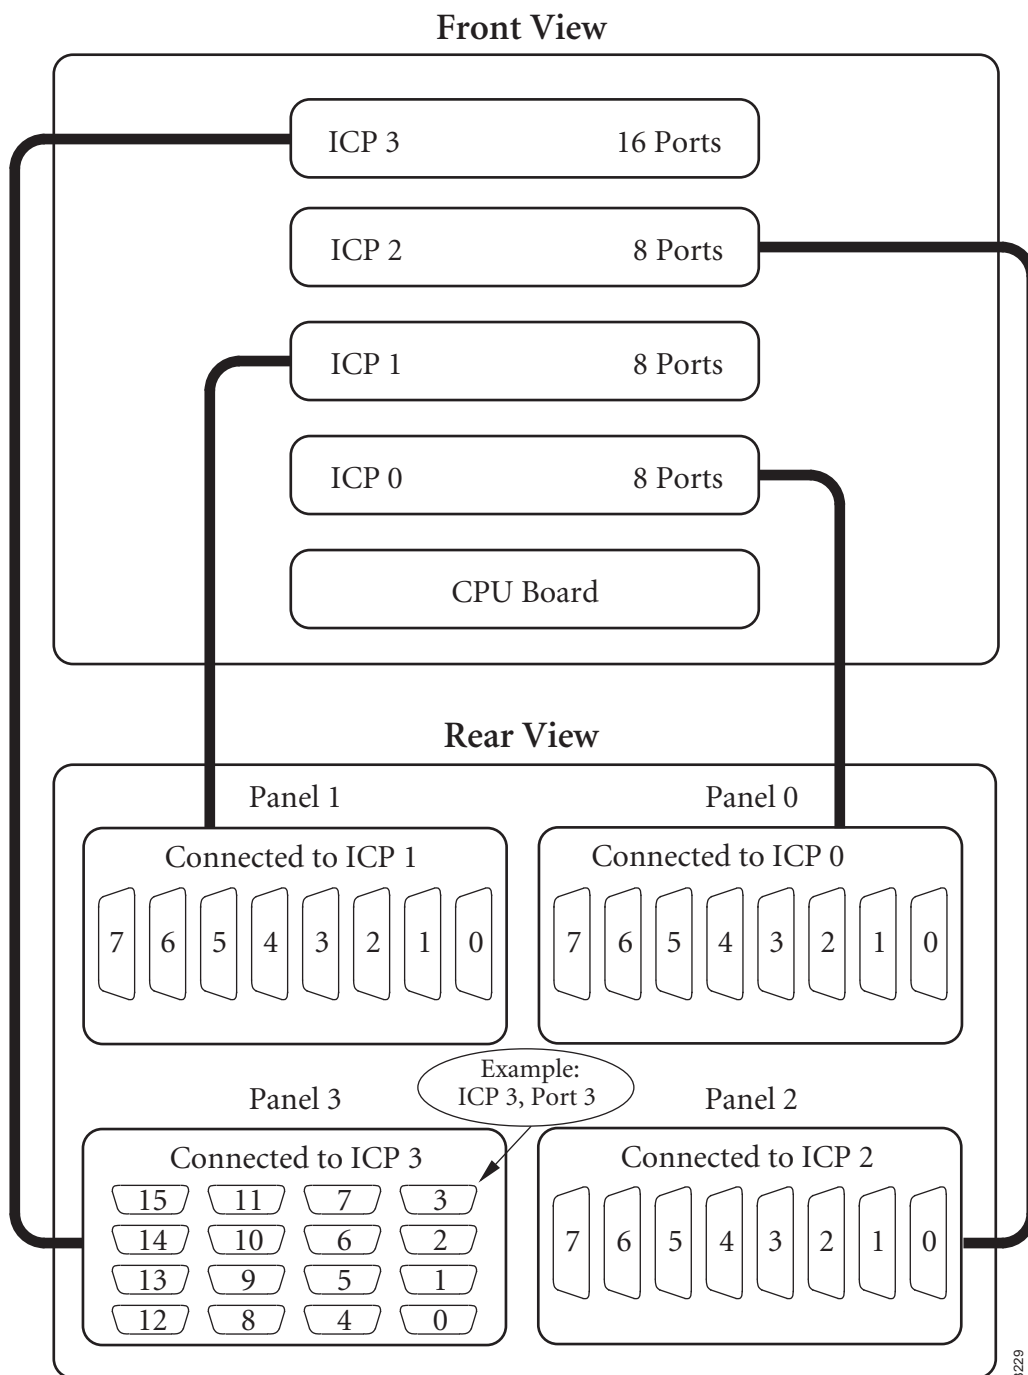 Front View
ICP 3 16 Ports
ICP 2 8 Ports
ICP 1 8 Ports
ICP 0 8 Ports
CPU Board
Rear View
Panel 1 Panel 0
Connected to ICP 1
7 6 5 4 3 2 1 0
Connected to ICP 0
7 6 5 4 3 2 1 0
Example:
ICP 3, Port 3
Panel 3 Panel 2
Connected to ICP 3
15 11 7 3
14 10 6 2
13 9 5 1
12 8 4 0
Connected to ICP 2
7 6 5 4 3 2 1 0